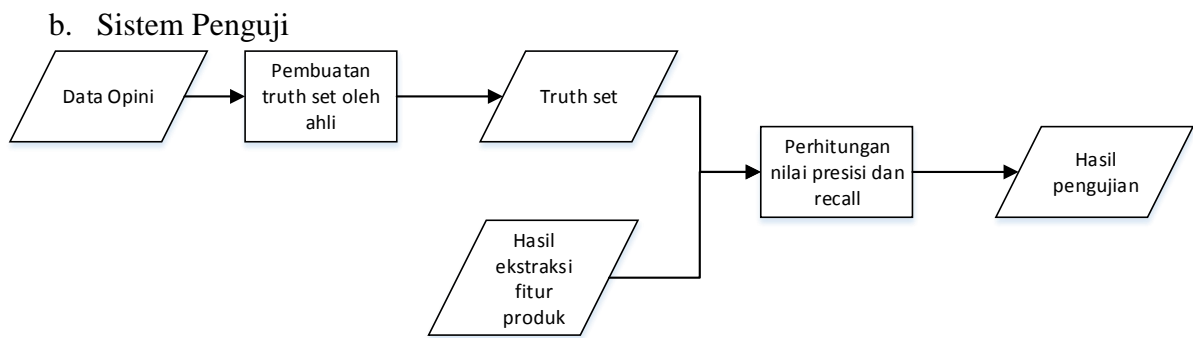 b. Sistem Penguji
Data Opini
Pembuatan
truth set oleh
ahli
Truth set
Perhitungan
nilai presisi dan
recall
Hasil
pengujian
Hasil
ekstraksi
fitur
produk